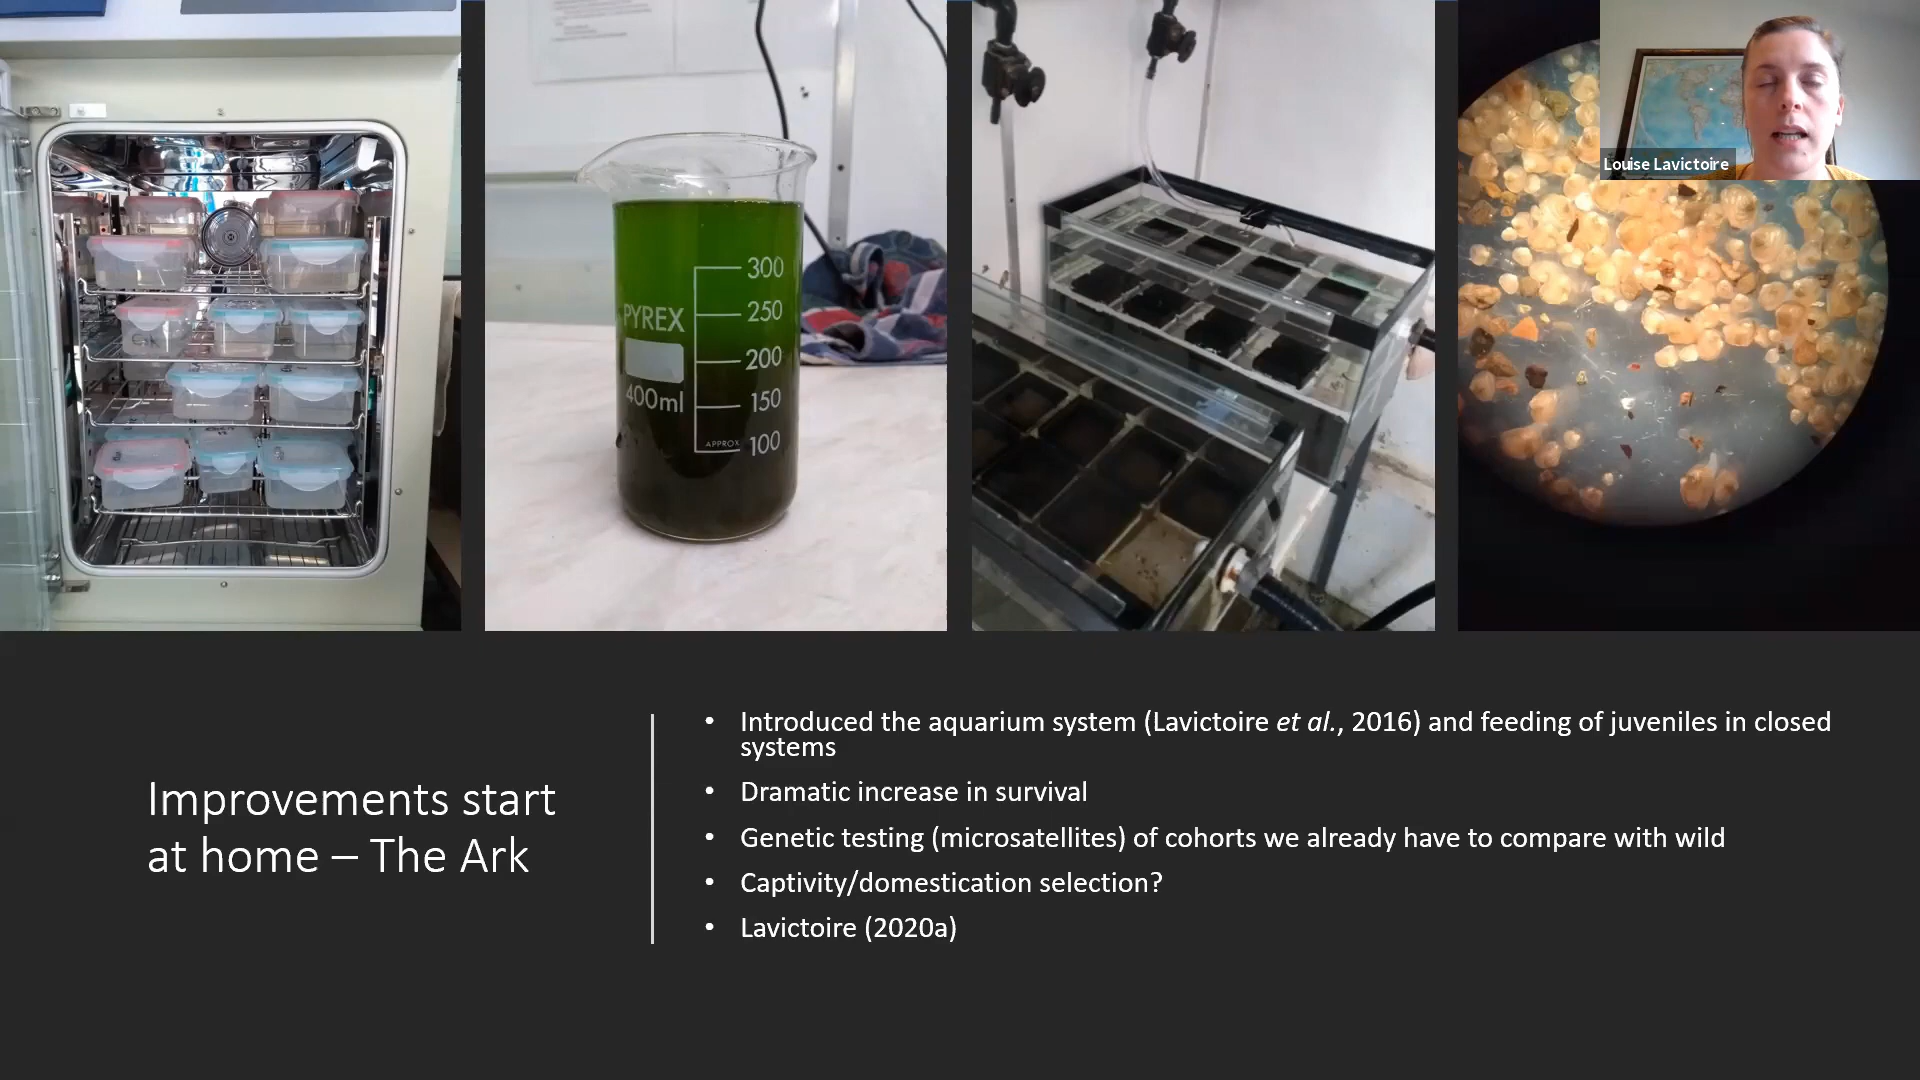 Louise Lavictoire
300
250
PYREX
200
400ml
150
APPROX
100
Improvements start
at home – The Ark
• Introduced the aquarium system (Lavictoire et al., 2016) and feeding of juveniles in closed
systems
• Dramatic increase in survival
• Genetic testing (microsatellites) of cohorts we already have to compare with wild
• Captivity/domestication selection?
• Lavictoire (2020a)